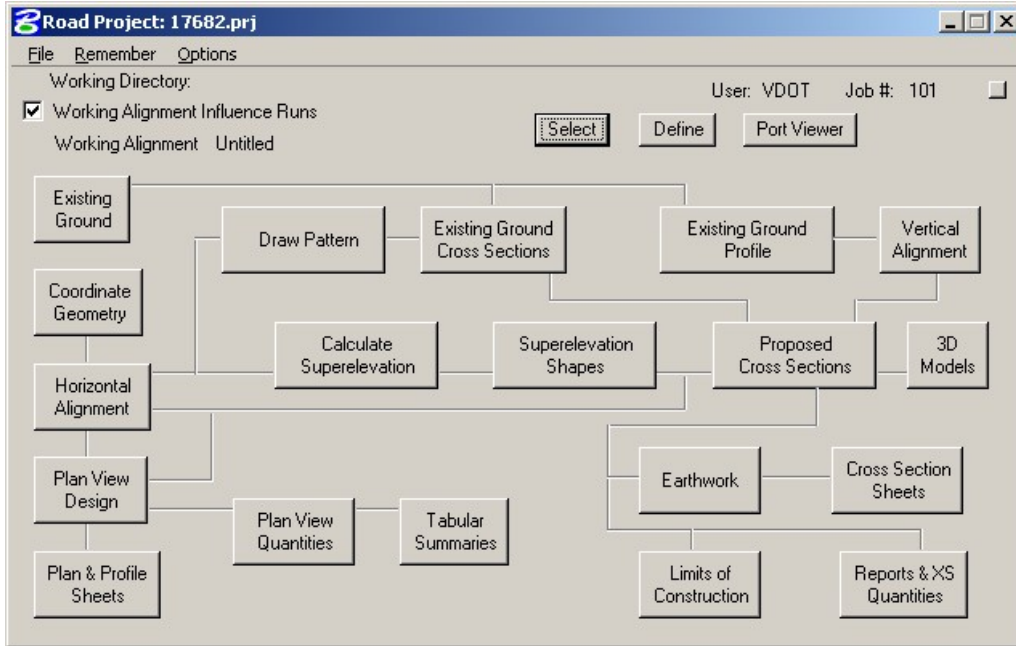 Road Project: 17682.prj
File Remember Options
Working Directory:
User: VDOT Job #: 101
Working Alignment Influence Runs
Select Define Port Viewer
Working Alignment Untitled
Existing
Ground
Draw Pattern
Existing Ground
Cross Sections
Existing Ground
Profile
Vertical
Alignment
Coordinate
Geometry
Calculate
Superelevation
Superelevation
Shapes
Proposed
Cross Sections
3D
Models
Horizontal
Alignment
Plan View
Design
Earthwork
Cross Section
Sheets
Plan View
Quantities
Tabular
Summaries
Plan & Profile
Sheets
Limits of
Construction
Reports & XS
Quantities